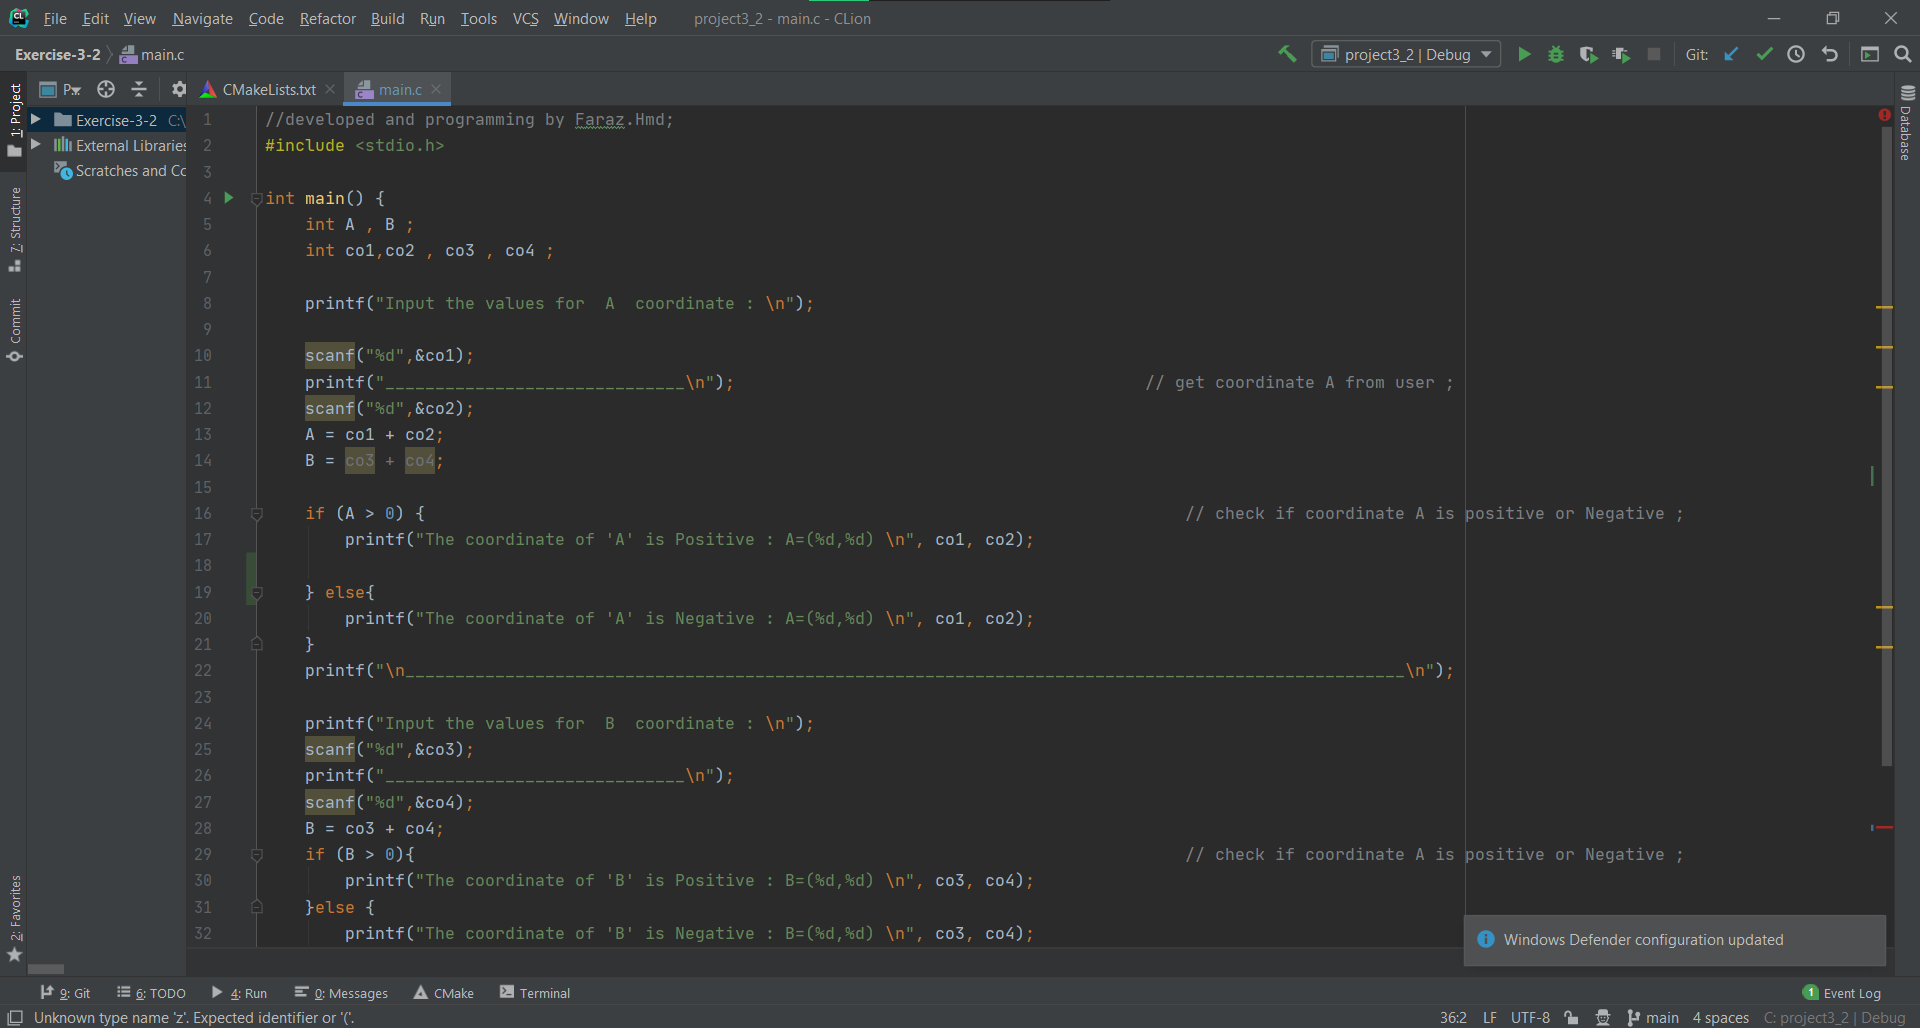 File Edit View Navigate Code Refactor Build Run Tools VCS Window Help project3_2 - main.c - CLion
Exercise-3-2 main.c project3_2 | Debug Git:
1: Project
7: Structure
Commit
2: Favorites
P...
Exercise-3-2 C:\
External Libraries
Scratches and Co
CMakeLists.txt main.c
Database
1 //developed and programming by Faraz.Hmd;
2 #include <stdio.h>
3
4 int main() {
5 int A , B ;
6 int co1,co2 , co3 , co4 ;
7
8 printf("Input the values for  A  coordinate : \n");
9
10 scanf("%d",&co1);
11 printf("______________________________\n"); // get coordinate A from user ;
12 scanf("%d",&co2);
13 A = co1 + co2;
14 B = co3 + co4;
15
16 if (A > 0) { // check if coordinate A is positive or Negative ;
17 printf("The coordinate of 'A' is Positive : A=(%d,%d) \n", co1, co2);
18
19 } else{
20 printf("The coordinate of 'A' is Negative : A=(%d,%d) \n", co1, co2);
21 }
22 printf("\n____________________________________________________________________________________________________\n");
23
24 printf("Input the values for  B  coordinate : \n");
25 scanf("%d",&co3);
26 printf("______________________________\n");
27 scanf("%d",&co4);
28 B = co3 + co4;
29 if (B > 0){ // check if coordinate A is positive or Negative ;
30 printf("The coordinate of 'B' is Positive : B=(%d,%d) \n", co3, co4);
31 }else {
32 printf("The coordinate of 'B' is Negative : B=(%d,%d) \n", co3, co4);
Windows Defender configuration updated
9: Git 6: TODO 4: Run 0: Messages CMake Terminal 1 Event Log
Unknown type name 'z'. Expected identifier or '('. 36:2 LF UTF-8 main 4 spaces C: project3_2 | Debug